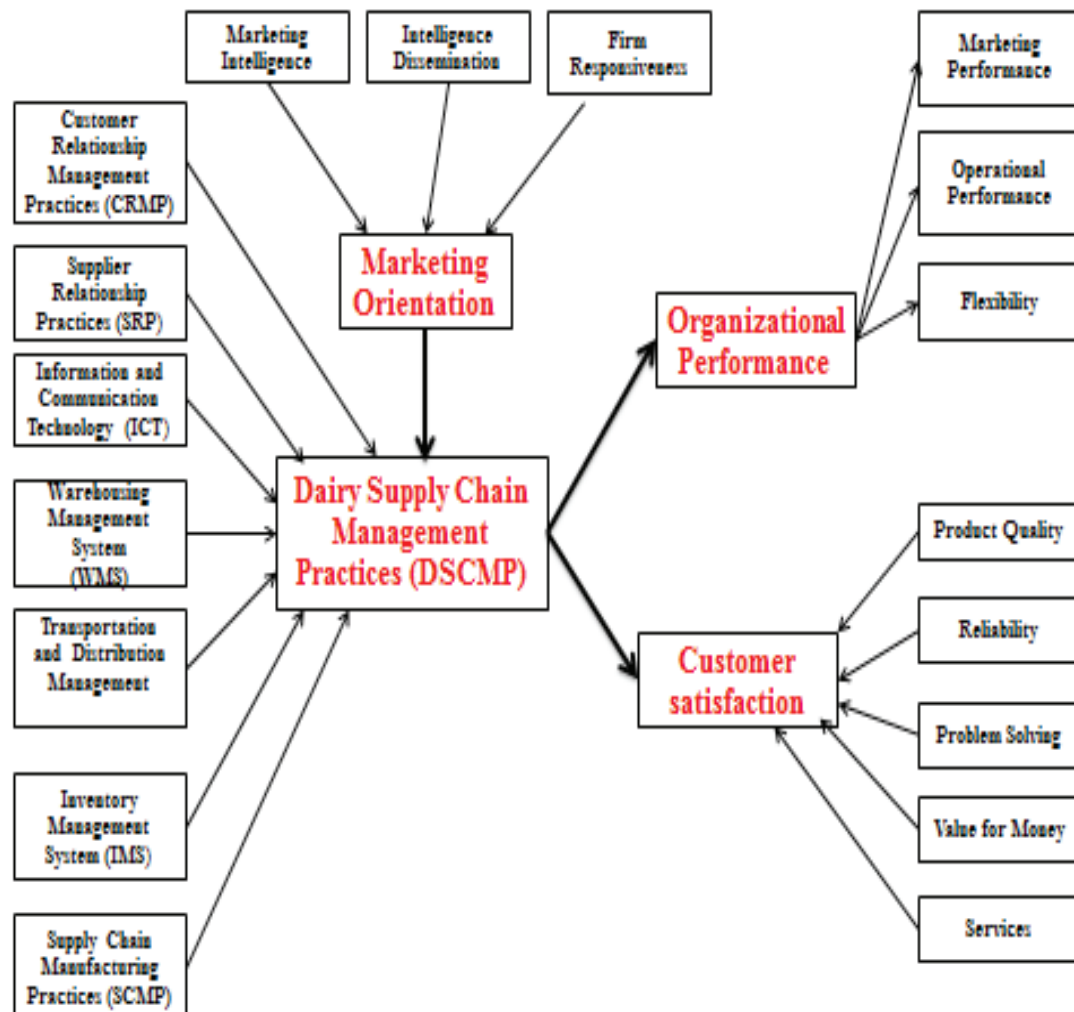 Marketing
Intelligence
Intelligence
Dissemination
Firm
Responsiveness
Marketing
Performance
Customer
Relationship
Management
Practices (CRMP)
Operational
Performance
Supplier
Relationship
Practices (SRP)
Marketing
Orientation
Flexibility
Organizational
Performance
Information and
Communication
Technology (ICT)
Warehousing
Management
System
(WMS)
Dairy Supply Chain
Management
Practices (DSCMP)
Product Quality
Transportation
and Distribution
Management
Reliability
Customer
satisfaction
Problem Solving
Inventory
Management
System (IMS)
Value for Money
Services
Supply Chain
Manufacturing
Practices (SCMP)